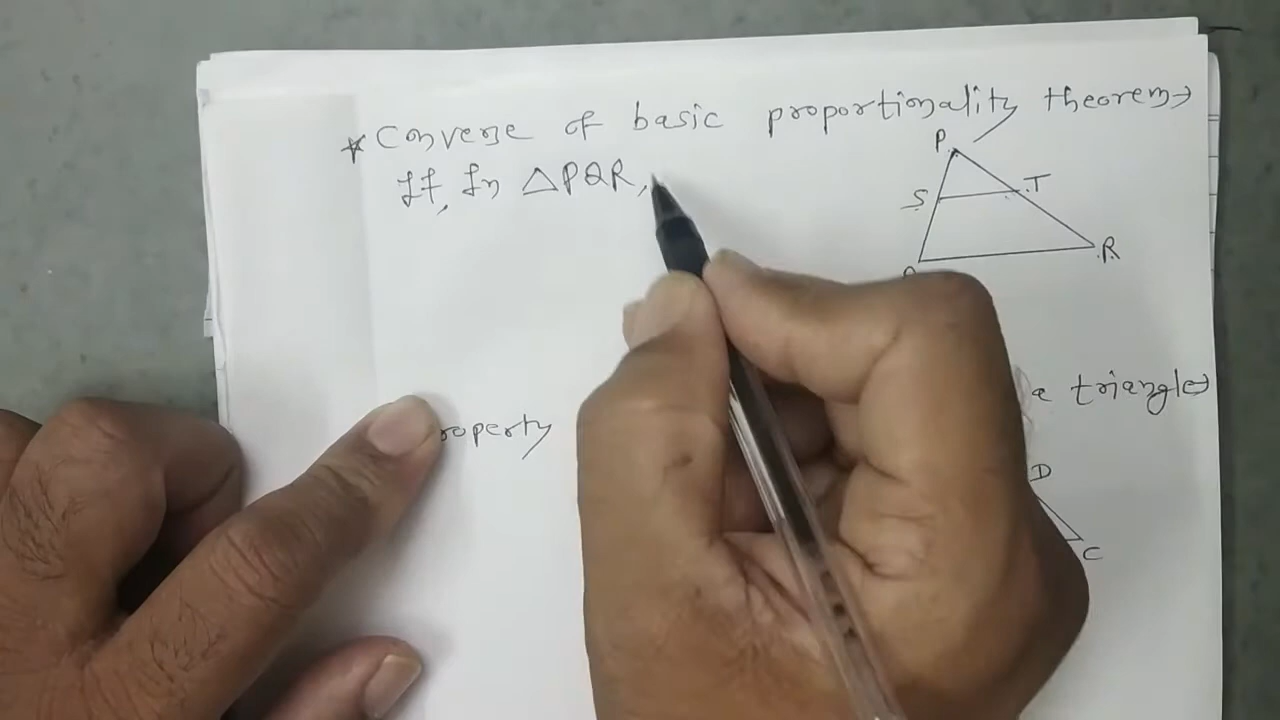 * Converse of basic proportionality theorem→
If, In △PQR,
P
S
T
R
roperty
a triangle→
D
C